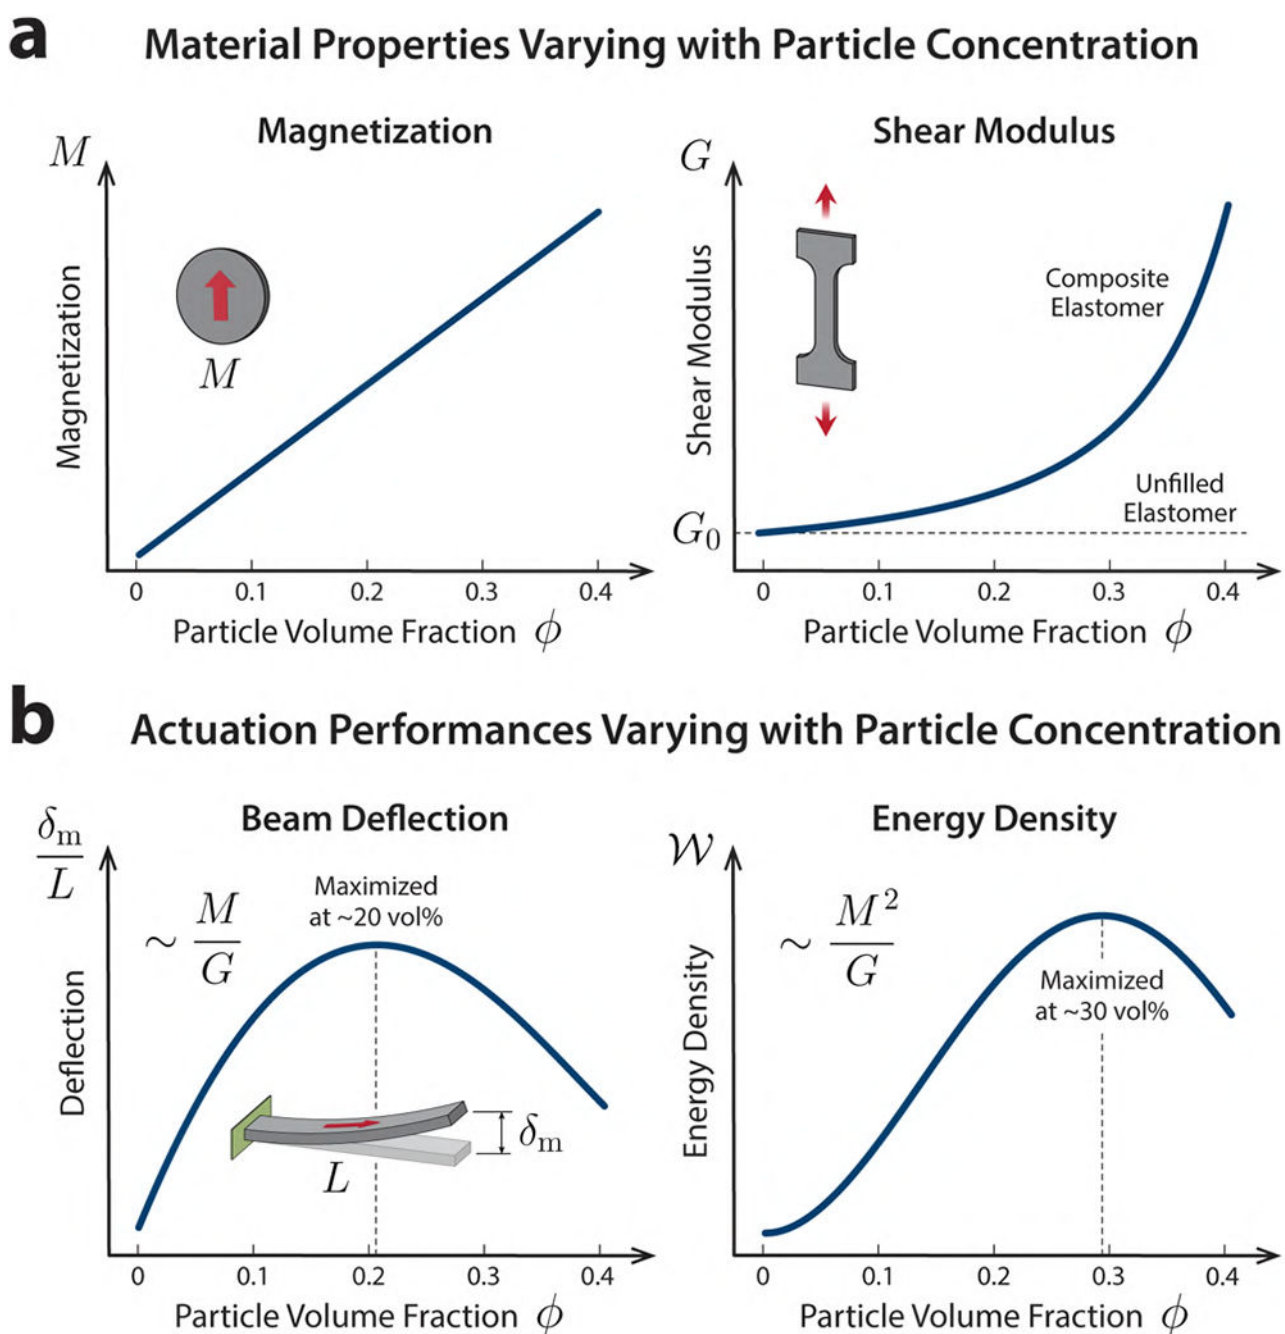 a
Material Properties Varying with Particle Concentration
Magnetization
M
Magnetization
M
0 0.1 0.2 0.3 0.4
Particle Volume Fraction ϕ
Shear Modulus
G
Shear Modulus
Composite
Elastomer
Unfilled
Elastomer
G₀
0 0.1 0.2 0.3 0.4
Particle Volume Fraction ϕ
b
Actuation Performances Varying with Particle Concentration
Beam Deflection
δₘ
L
Maximized
at ~20 vol%
~ M
G
Deflection
δₘ
L
0 0.1 0.2 0.3 0.4
Particle Volume Fraction ϕ
Energy Density
𝒲
~ M²
G
Energy Density
Maximized
at ~30 vol%
0 0.1 0.2 0.3 0.4
Particle Volume Fraction ϕ